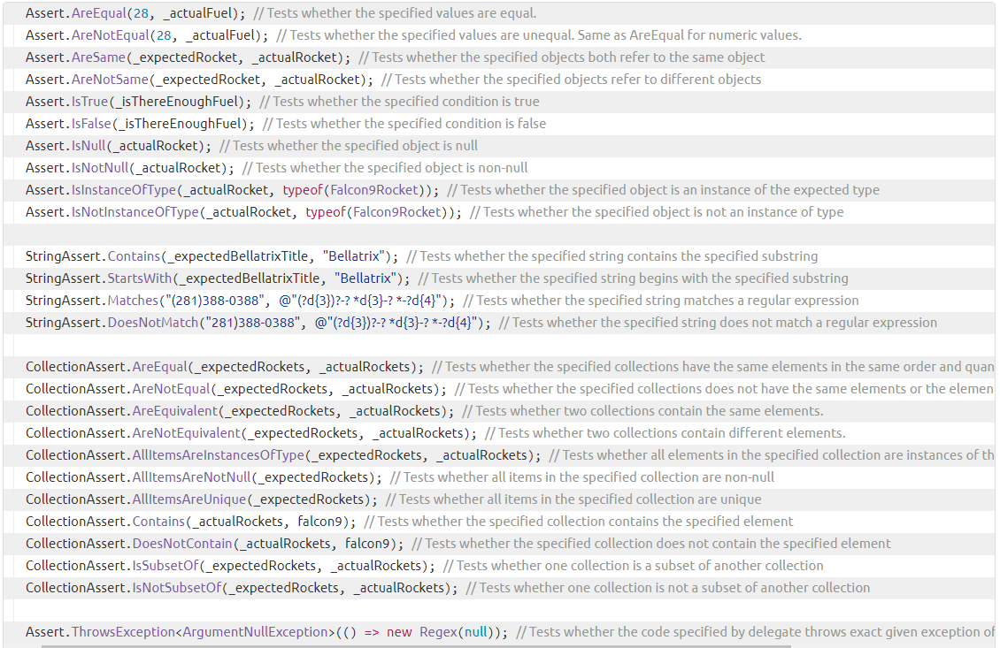 Assert.AreEqual(28, _actualFuel); // Tests whether the specified values are equal.
Assert.AreNotEqual(28, _actualFuel); // Tests whether the specified values are unequal. Same as AreEqual for numeric values.
Assert.AreSame(_expectedRocket, _actualRocket); // Tests whether the specified objects both refer to the same object
Assert.AreNotSame(_expectedRocket, _actualRocket); // Tests whether the specified objects refer to different objects
Assert.IsTrue(_isThereEnoughFuel); // Tests whether the specified condition is true
Assert.IsFalse(_isThereEnoughFuel); // Tests whether the specified condition is false
Assert.IsNull(_actualRocket); // Tests whether the specified object is null
Assert.IsNotNull(_actualRocket); // Tests whether the specified object is non-null
Assert.IsInstanceOfType(_actualRocket, typeof(Falcon9Rocket)); // Tests whether the specified object is an instance of the expected type
Assert.IsNotInstanceOfType(_actualRocket, typeof(Falcon9Rocket)); // Tests whether the specified object is not an instance of type
StringAssert.Contains(_expectedBellatrixTitle, "Bellatrix"); // Tests whether the specified string contains the specified substring
StringAssert.StartsWith(_expectedBellatrixTitle, "Bellatrix"); // Tests whether the specified string begins with the specified substring
StringAssert.Matches("(281)388-0388", @"(?d{3})?-? *d{3}-? *-?d{4}"); // Tests whether the specified string matches a regular expression
StringAssert.DoesNotMatch("281)388-0388", @"(?d{3})?-? *d{3}-? *-?d{4}"); // Tests whether the specified string does not match a regular expression
CollectionAssert.AreEqual(_expectedRockets, _actualRockets); // Tests whether the specified collections have the same elements in the same order and quan
CollectionAssert.AreNotEqual(_expectedRockets, _actualRockets); // Tests whether the specified collections does not have the same elements or the elemen
CollectionAssert.AreEquivalent(_expectedRockets, _actualRockets); // Tests whether two collections contain the same elements.
CollectionAssert.AreNotEquivalent(_expectedRockets, _actualRockets); // Tests whether two collections contain different elements.
CollectionAssert.AllItemsAreInstancesOfType(_expectedRockets, _actualRockets); // Tests whether all elements in the specified collection are instances of th
CollectionAssert.AllItemsAreNotNull(_expectedRockets); // Tests whether all items in the specified collection are non-null
CollectionAssert.AllItemsAreUnique(_expectedRockets); // Tests whether all items in the specified collection are unique
CollectionAssert.Contains(_actualRockets, falcon9); // Tests whether the specified collection contains the specified element
CollectionAssert.DoesNotContain(_actualRockets, falcon9); // Tests whether the specified collection does not contain the specified element
CollectionAssert.IsSubsetOf(_expectedRockets, _actualRockets); // Tests whether one collection is a subset of another collection
CollectionAssert.IsNotSubsetOf(_expectedRockets, _actualRockets); // Tests whether one collection is not a subset of another collection
Assert.ThrowsException<ArgumentNullException>(() => new Regex(null)); // Tests whether the code specified by delegate throws exact given exception of